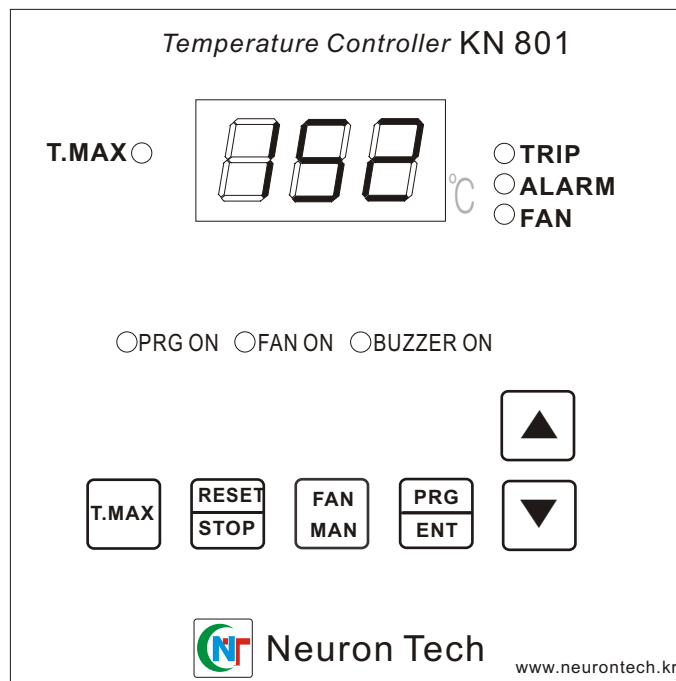 Temperature Controller KN 801
T.MAX
152
°C
TRIP
ALARM
FAN
PRG ON FAN ON BUZZER ON
T.MAX
RESET
STOP
FAN
MAN
PRG
ENT
Neuron Tech
www.neurontech.kr